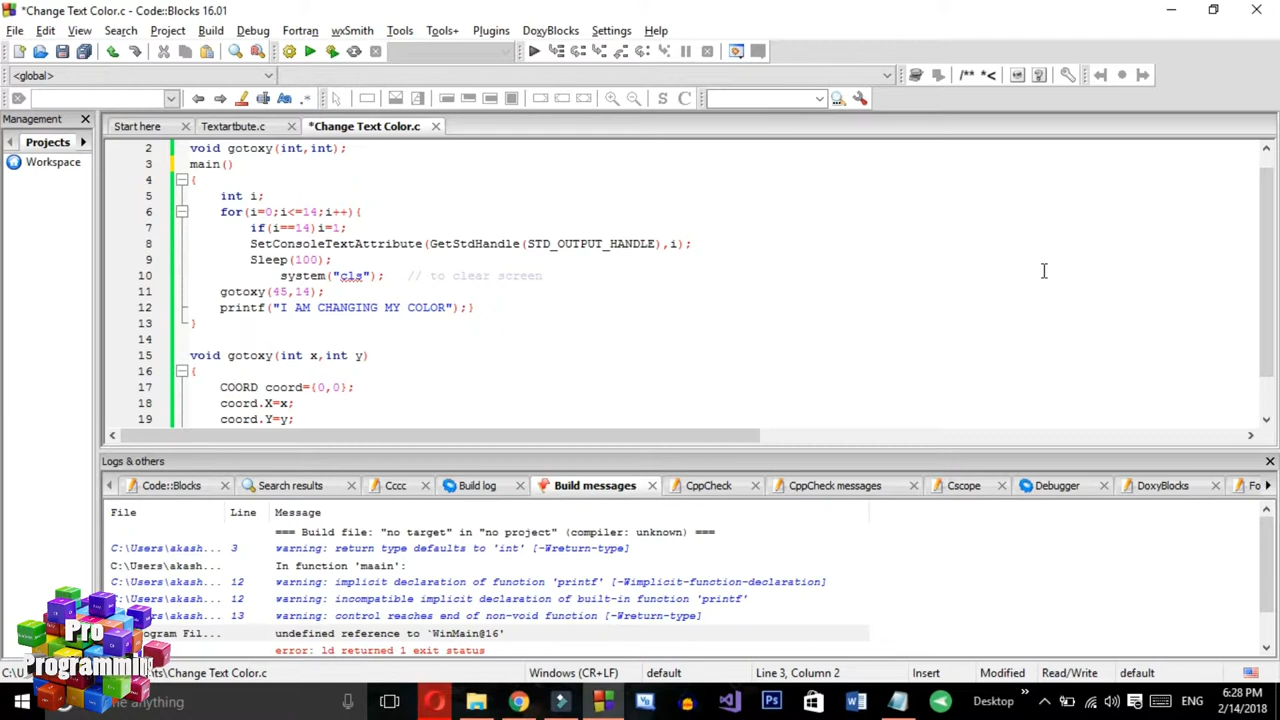 *Change Text Color.c - Code::Blocks 16.01
File Edit View Search Project Build Debug Fortran wxSmith Tools Tools+ Plugins DoxyBlocks Settings Help
<global>
/** *<
S C
Management
Start here Textartbute.c *Change Text Color.c
Projects
Workspace
2 void gotoxy(int,int);
3 main()
4 {
5 int i;
6 for(i=0;i<=14;i++){
7 if(i==14)i=1;
8 SetConsoleTextAttribute(GetStdHandle(STD_OUTPUT_HANDLE),i);
9 Sleep(100);
10 system("cls"); // to clear screen
11 gotoxy(45,14);
12 printf("I AM CHANGING MY COLOR");}
13 }
14
15 void gotoxy(int x,int y)
16 {
17 COORD coord={0,0};
18 coord.X=x;
19 coord.Y=y;
Logs & others
Code::Blocks Search results Cccc Build log Build messages CppCheck CppCheck messages Cscope Debugger DoxyBlocks Fo
File Line Message
=== Build file: "no target" in "no project" (compiler: unknown) ===
C:\Users\akash... 3 warning: return type defaults to 'int' [-Wreturn-type]
C:\Users\akash... In function 'maain':
C:\Users\akash... 12 warning: implicit declaration of function 'printf' [-Wimplicit-function-declaration]
C:\Users\akash... 12 warning: incompatible implicit declaration of built-in function 'printf'
C:\Users\akash... 13 warning: control reaches end of non-void function [-Wreturn-type]
ogram Fil... undefined reference to `WinMain@16'
error: ld returned 1 exit status
Pro
Programming
C:\U ts\Change Text Color.c Windows (CR+LF) default Line 3, Column 2 Insert Modified Read/Write default
me anything Desktop ENG 6:28 PM
2/14/2018